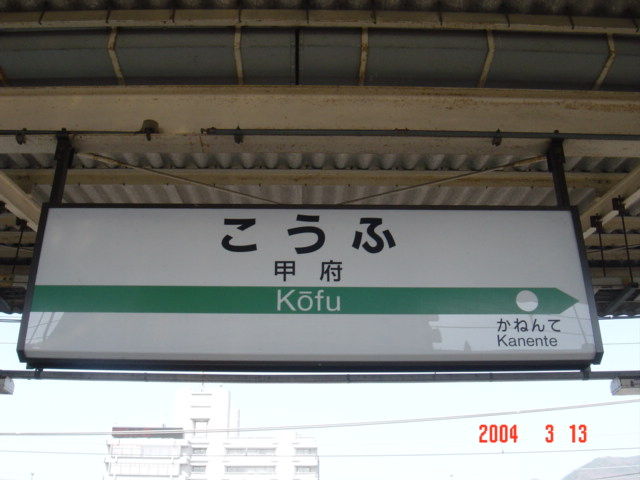 こうふ
甲府
Kōfu
かねんて
Kanente
2004 3 13